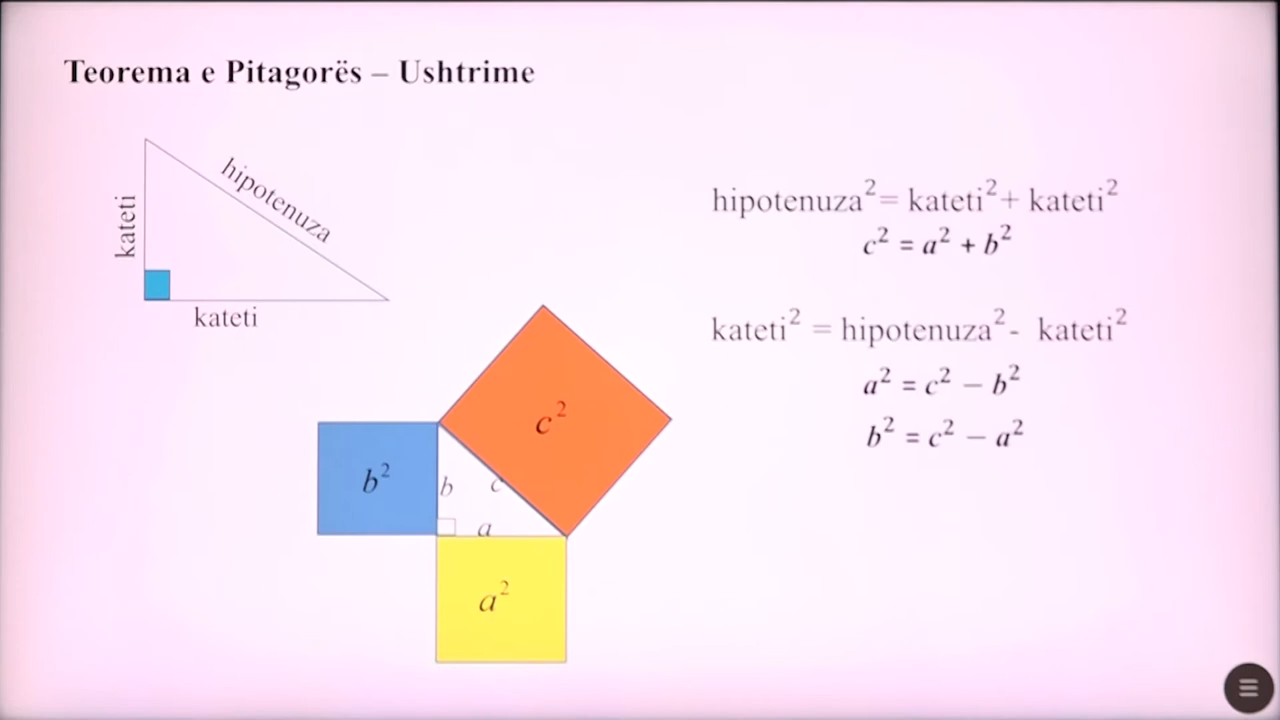 Teorema e Pitagorës – Ushtrime
kateti
hipotenuza
kateti
hipotenuza²= kateti²+ kateti²
c² = a² + b²
kateti² = hipotenuza²- kateti²
a² = c² – b²
b² = c² – a²
c²
b²
b
c
a
a²